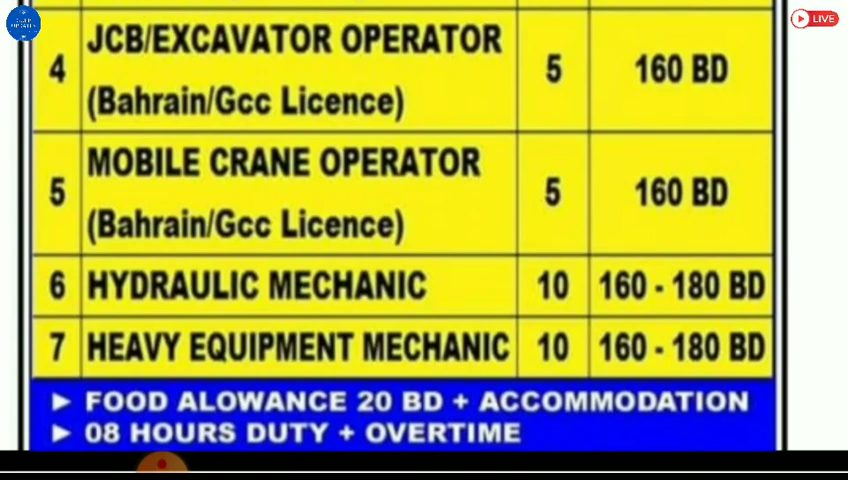 LIVE
4 JCB/EXCAVATOR OPERATOR 5 160 BD
(Bahrain/Gcc Licence)
5 MOBILE CRANE OPERATOR 5 160 BD
(Bahrain/Gcc Licence)
6 HYDRAULIC MECHANIC 10 160 - 180 BD
7 HEAVY EQUIPMENT MECHANIC 10 160 - 180 BD
► FOOD ALOWANCE 20 BD + ACCOMMODATION
► 08 HOURS DUTY + OVERTIME